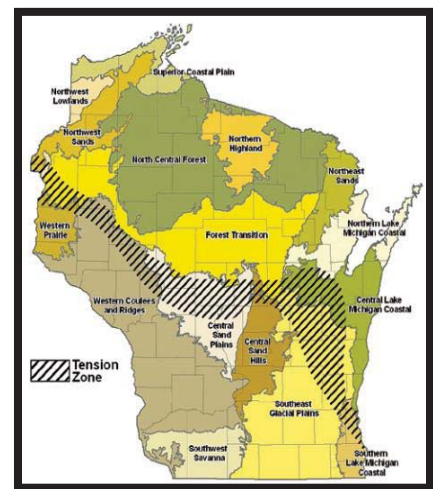 Superior Coastal Plain
Northwest
Lowlands
Northwest
Sands
North Central Forest
Northern
Highland
Northeast
Sands
Northern Lake
Michigan Coastal
Forest Transition
Western
Prairie
Western Coulees
and Ridges
Central
Sand
Plains
Central
Sand
Hills
Central Lake
Michigan Coastal
Tension
Zone
Southeast
Glacial Plains
Southwest
Savanna
Southern
Lake Michigan
Coastal